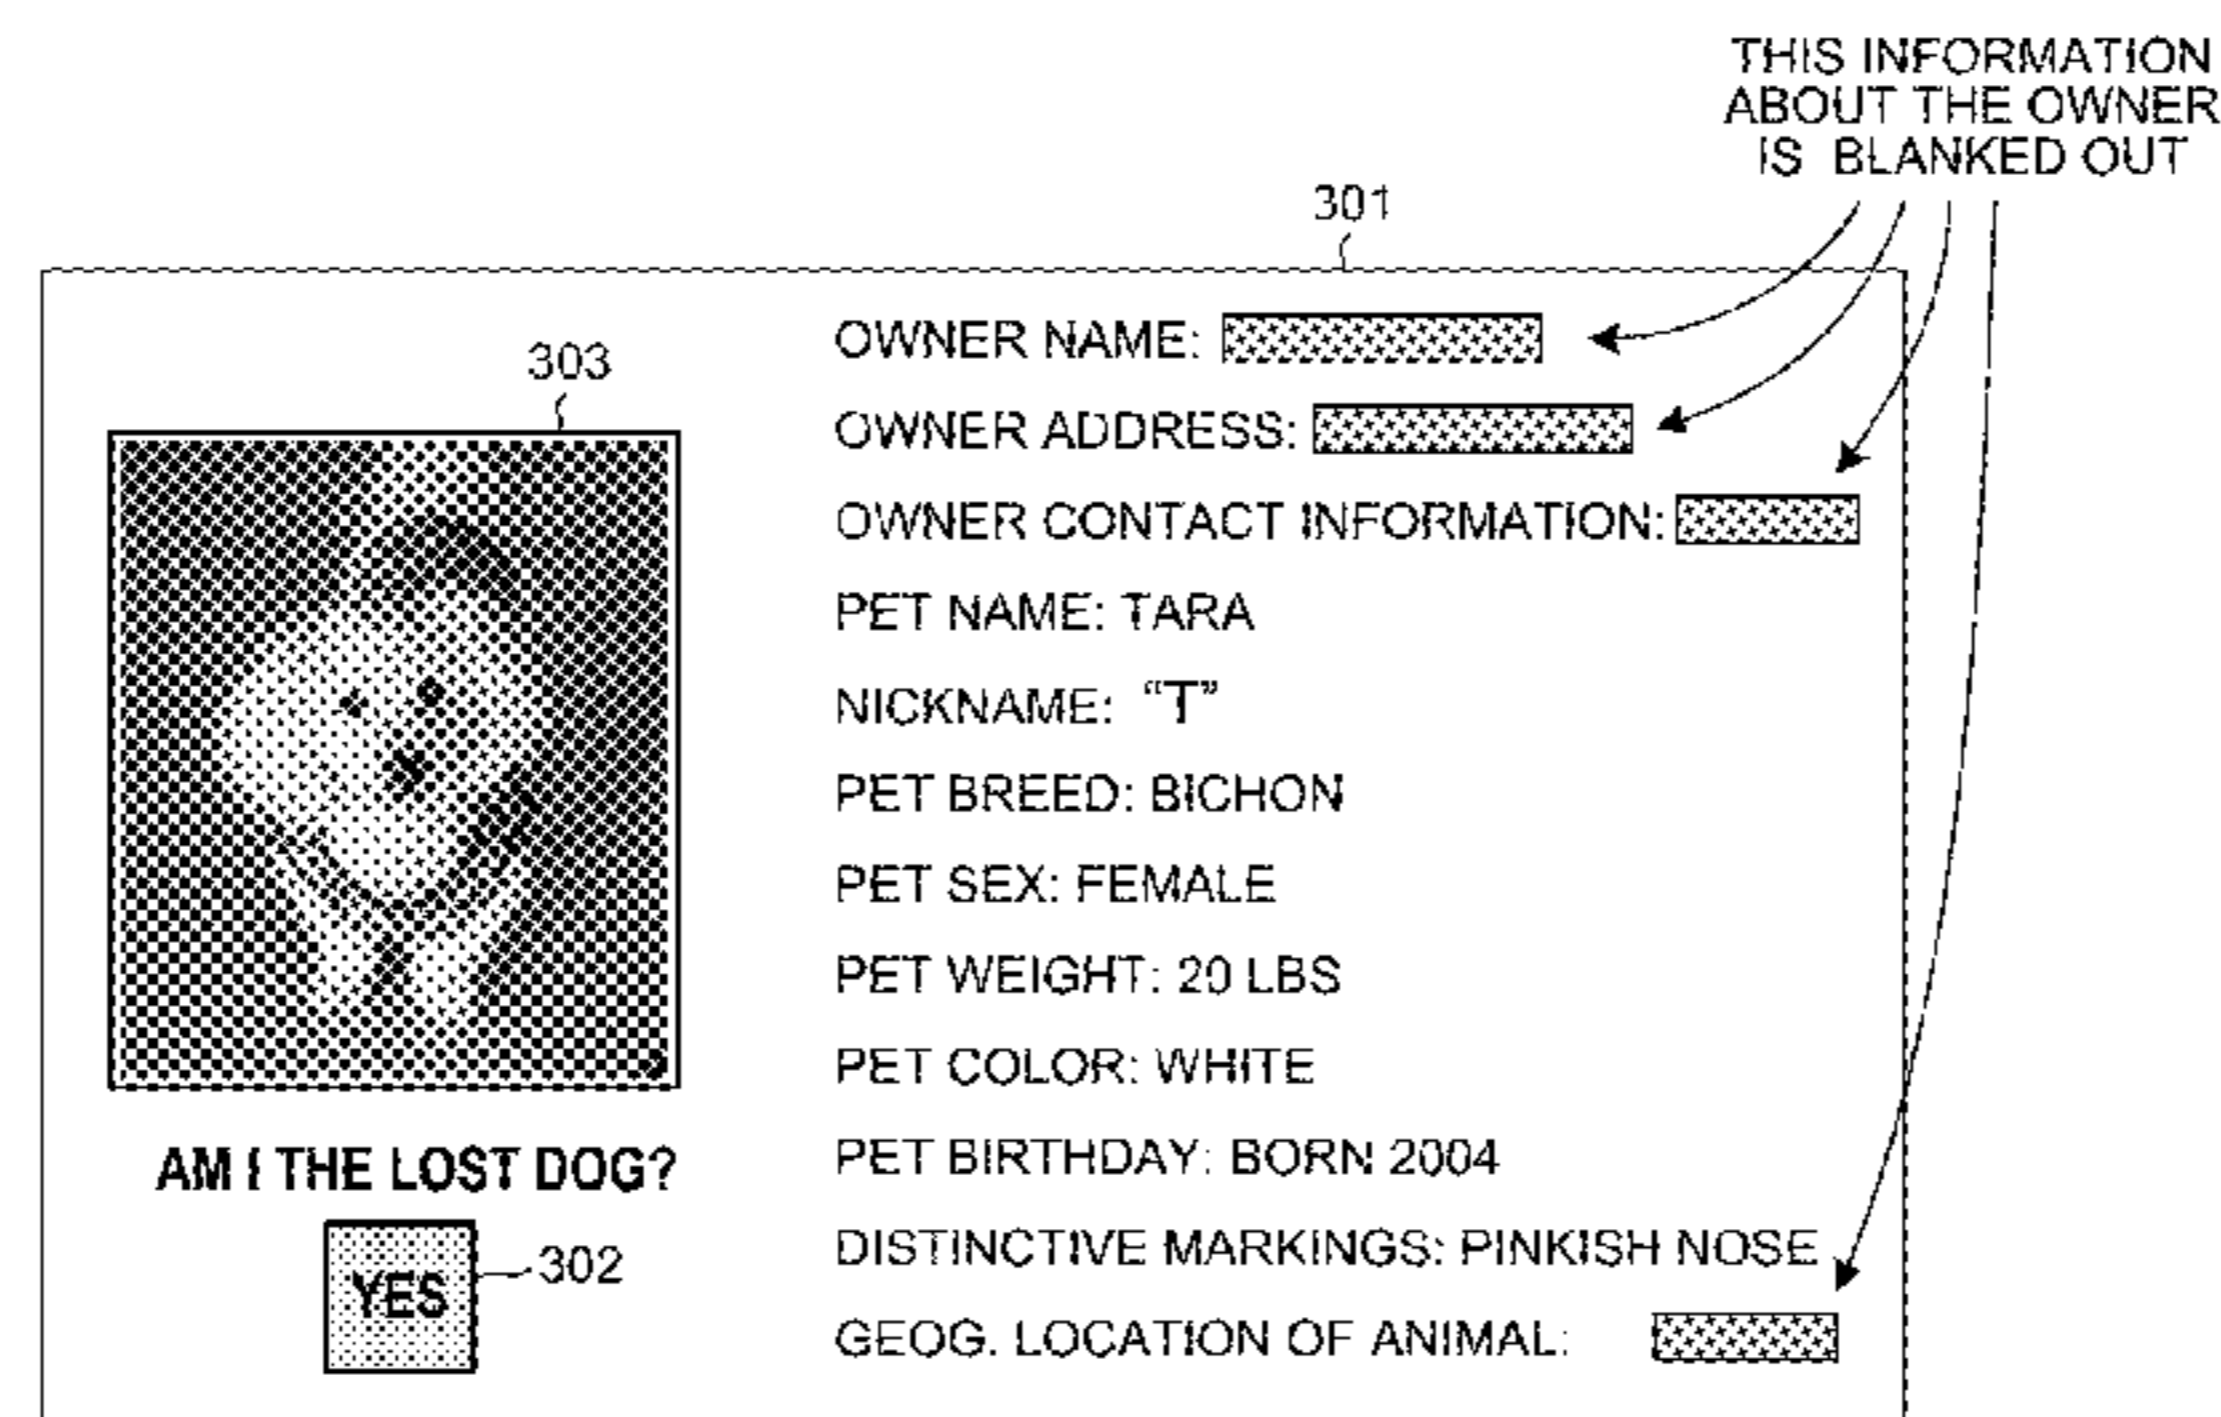 THIS INFORMATION
ABOUT THE OWNER
IS BLANKED OUT
301
303
OWNER NAME:
OWNER ADDRESS:
OWNER CONTACT INFORMATION:
PET NAME: TARA
NICKNAME: “T”
PET BREED: BICHON
PET SEX: FEMALE
PET WEIGHT: 20 LBS
PET COLOR: WHITE
PET BIRTHDAY: BORN 2004
DISTINCTIVE MARKINGS: PINKISH NOSE
GEOG. LOCATION OF ANIMAL:
AM I THE LOST DOG?
YES
302